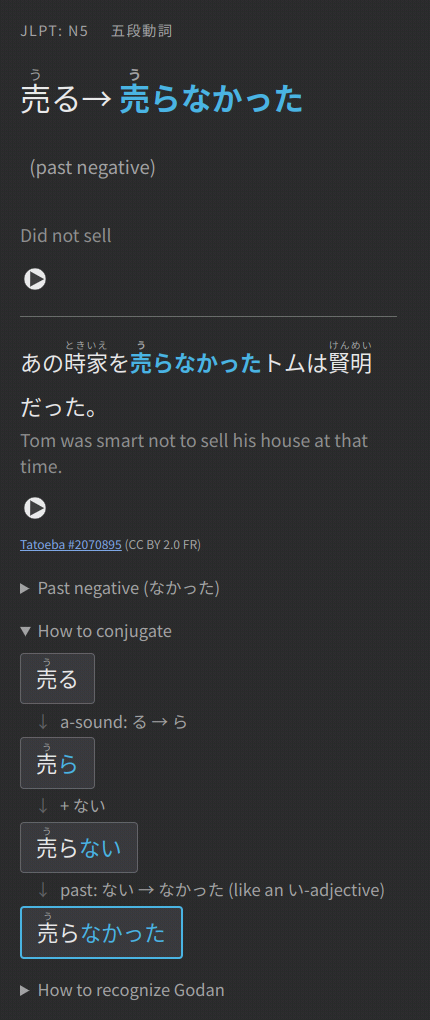 JLPT: N5 五段動詞
う う
売る→ 売らなかった
(past negative)
Did not sell
ときいえ う けんめい
あの時家を売らなかったトムは賢明
だった。
Tom was smart not to sell his house at that
time.
Tatoeba #2070895 (CC BY 2.0 FR)
▶ Past negative (なかった)
▼ How to conjugate
う
売る
↓ a-sound: る → ら
う
売ら
↓ + ない
う
売らない
↓ past: ない → なかった (like an い-adjective)
う
売らなかった
▶ How to recognize Godan